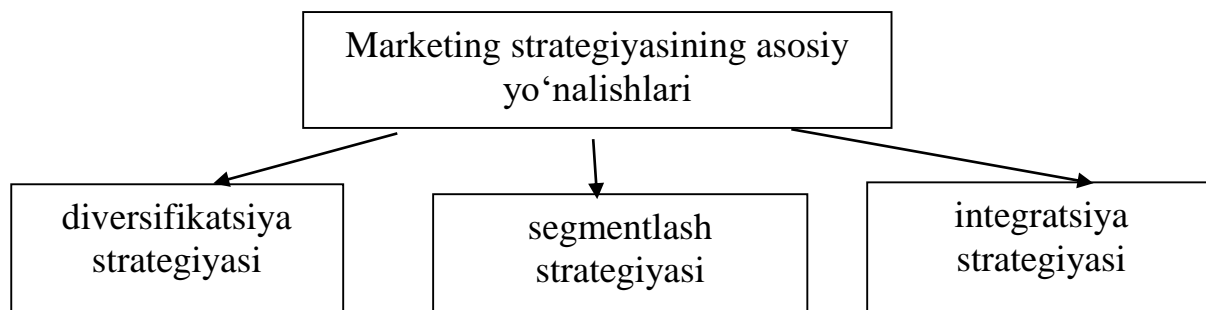 Marketing strategiyasining asosiy
yo‘nalishlari
diversifikatsiya
strategiyasi
segmentlash
strategiyasi
integratsiya
strategiyasi